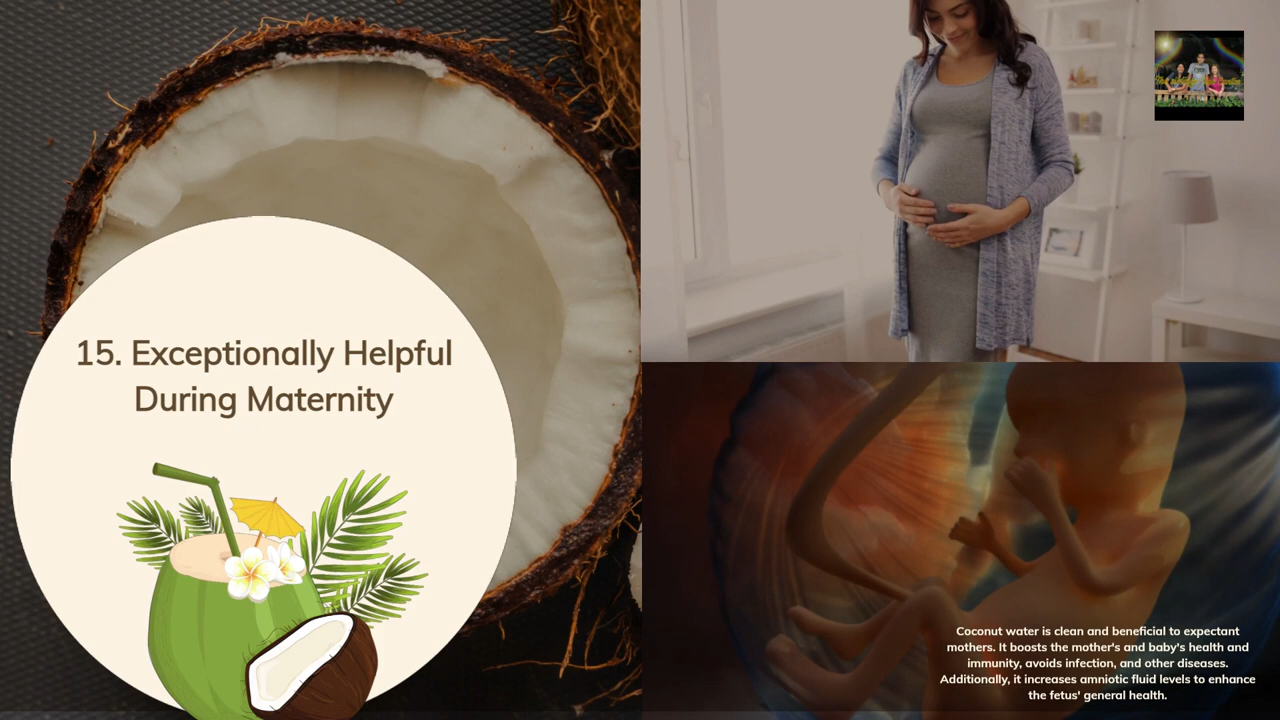 15. Exceptionally Helpful
During Maternity
Coconut water is clean and beneficial to expectant
mothers. It boosts the mother's and baby's health and
immunity, avoids infection, and other diseases.
Additionally, it increases amniotic fluid levels to enhance
the fetus' general health.